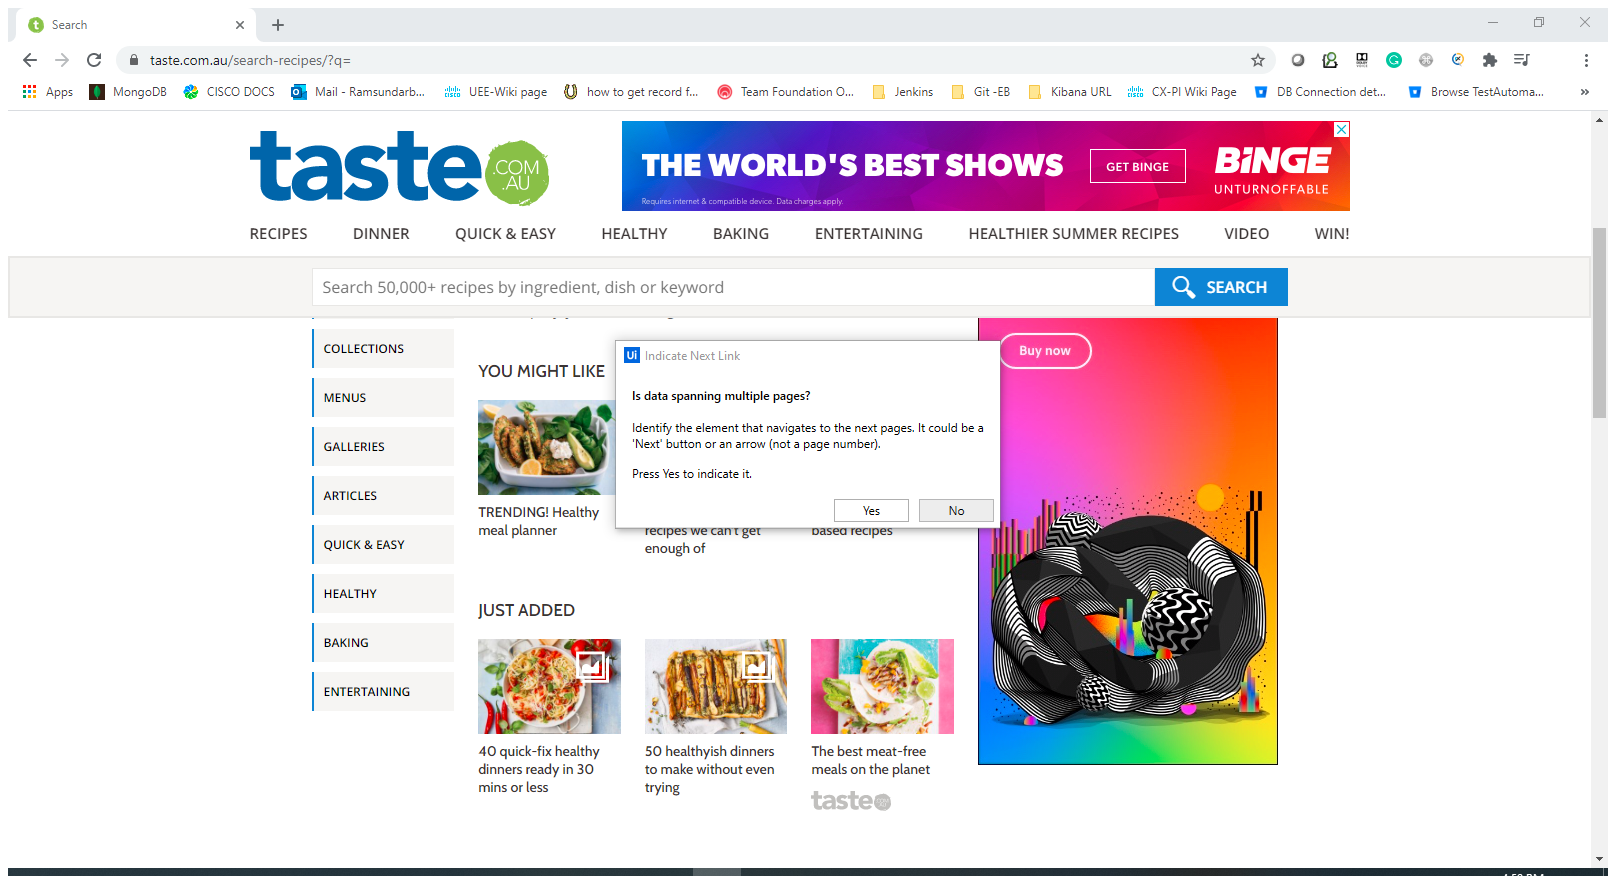 Search
taste.com.au/search-recipes/?q=
Apps MongoDB CISCO DOCS Mail - Ramsundarb... UEE-Wiki page how to get record f... Team Foundation O... Jenkins Git -EB Kibana URL CX-PI Wiki Page DB Connection det... Browse TestAutoma... »
taste .COM .AU
THE WORLD'S BEST SHOWS
GET BINGE
BINGE
UNTURNOFFABLE
Requires internet & compatible device. Data charges apply.
RECIPES DINNER QUICK & EASY HEALTHY BAKING ENTERTAINING HEALTHIER SUMMER RECIPES VIDEO WIN!
Search 50,000+ recipes by ingredient, dish or keyword
SEARCH
COLLECTIONS
MENUS
GALLERIES
ARTICLES
QUICK & EASY
HEALTHY
BAKING
ENTERTAINING
YOU MIGHT LIKE
TRENDING! Healthy
meal planner
recipes we can't get
enough of
based recipes
Ui Indicate Next Link
Is data spanning multiple pages?
Identify the element that navigates to the next pages. It could be a
'Next' button or an arrow (not a page number).
Press Yes to indicate it.
Yes No
Buy now
JUST ADDED
40 quick-fix healthy
dinners ready in 30
mins or less
50 healthyish dinners
to make without even
trying
The best meat-free
meals on the planet
taste